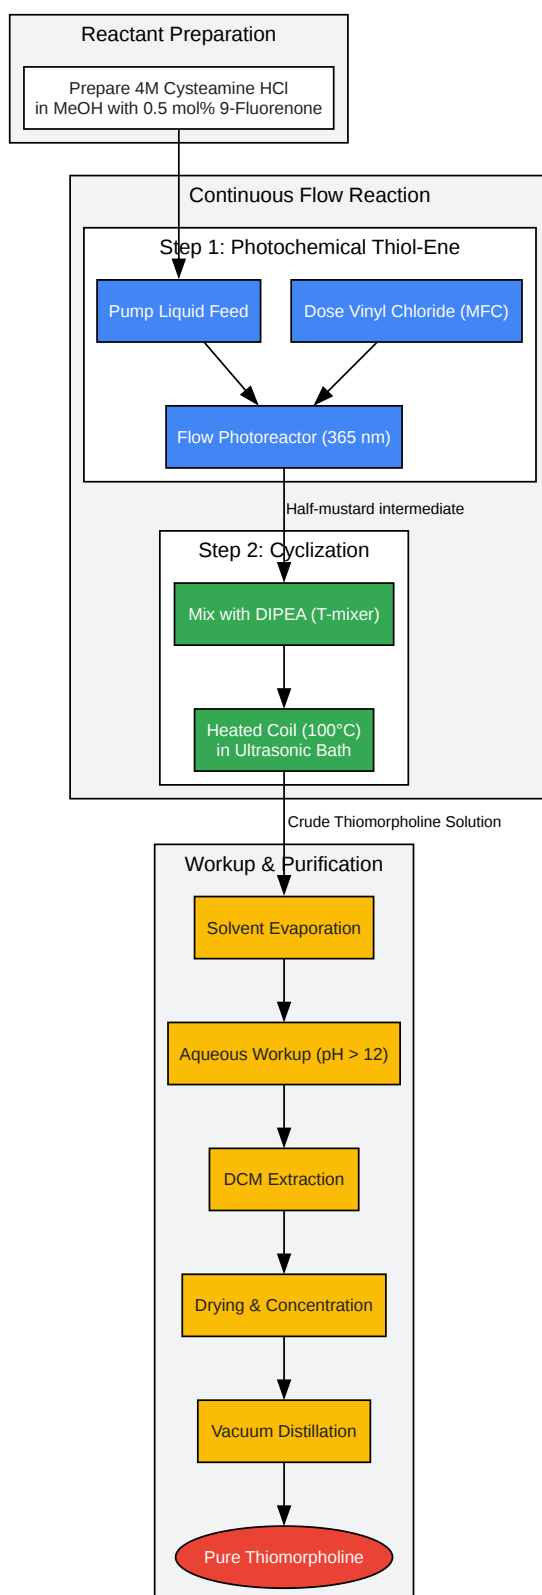 Reactant Preparation
Prepare 4M Cysteamine HCl
in MeOH with 0.5 mol% 9-Fluorenone
Continuous Flow Reaction
Step 1: Photochemical Thiol-Ene
Pump Liquid Feed
Dose Vinyl Chloride (MFC)
Flow Photoreactor (365 nm)
Half-mustard intermediate
Step 2: Cyclization
Mix with DIPEA (T-mixer)
Heated Coil (100°C)
in Ultrasonic Bath
Crude Thiomorpholine Solution
Workup & Purification
Solvent Evaporation
Aqueous Workup (pH > 12)
DCM Extraction
Drying & Concentration
Vacuum Distillation
Pure Thiomorpholine